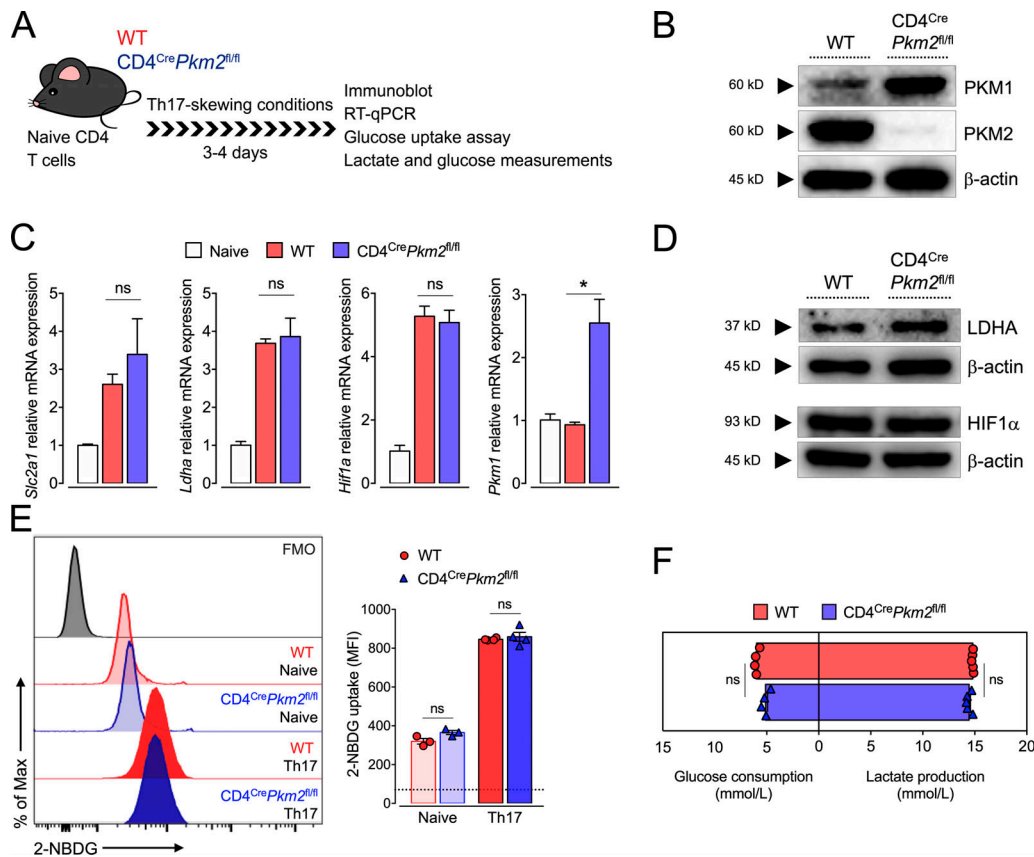 A
WT
CD4CrePkm2fl/fl
Naive CD4
T cells
Th17-skewing conditions
3-4 days
Immunoblot
RT-qPCR
Glucose uptake assay
Lactate and glucose measurements
B
WT
CD4Cre
Pkm2fl/fl
60 kD
PKM1
60 kD
PKM2
45 kD
β-actin
C
Naive
WT
CD4CrePkm2fl/fl
Slc2a1 relative mRNA expression
5
4
3
2
1
0
ns
Ldha relative mRNA expression
5
4
3
2
1
0
ns
Hif1a relative mRNA expression
6
4
2
0
ns
Pkm1 relative mRNA expression
3
2
1
0
*
D
WT
CD4Cre
Pkm2fl/fl
37 kD
LDHA
45 kD
β-actin
93 kD
HIF1α
45 kD
β-actin
E
% of Max
FMO
WT
Naive
CD4CrePkm2fl/fl
Naive
WT
Th17
CD4CrePkm2fl/fl
Th17
2-NBDG
WT
CD4CrePkm2fl/fl
2-NBDG uptake (MFI)
1000
800
600
400
200
0
ns
ns
Naive
Th17
F
WT
CD4CrePkm2fl/fl
ns
ns
15
10
5
0
5
10
15
20
Glucose consumption
(mmol/L)
Lactate production
(mmol/L)